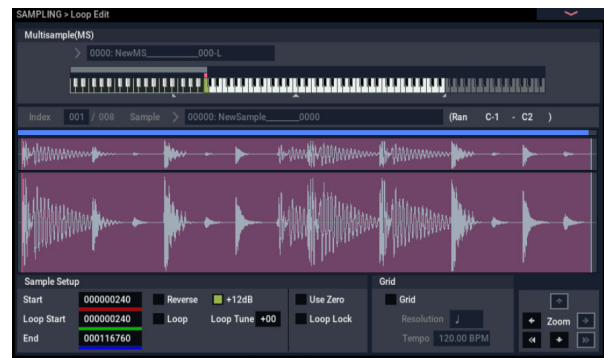 SAMPLING > Loop Edit
Multisample(MS)
0000: NewMS__________000-L
Index 001 / 008 Sample 00000: NewSample______0000 (Ran C-1 - C2 )
Sample Setup Grid
Start 000000240 Reverse +12dB Use Zero Grid
Loop Start 000000240 Loop Loop Tune +00 Loop Lock Resolution ♩ Zoom
End 000116760 Tempo 120.00 BPM